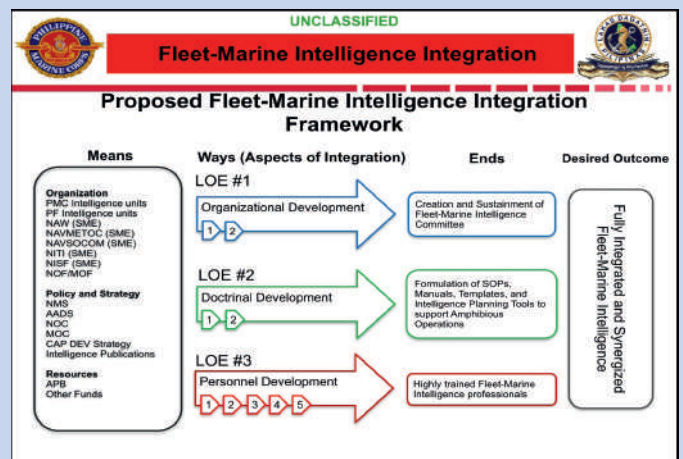 UNCLASSIFIED
Fleet-Marine Intelligence Integration
Proposed Fleet-Marine Intelligence Integration
Framework
Means
Ways (Aspects of Integration)
Ends
Desired Outcome
Organization
PMC Intelligence units
PF Intelligence units
NAW (SME)
NAVMETOC (SME)
NAVSOCOM (SME)
NITI (SME)
NISF (SME)
NOF/MOF
Policy and Strategy
NMS
AADS
NOC
MOC
CAP DEV Strategy
Intelligence Publications
Resources
APB
Other Funds
LOE #1
Organizational Development
1 2
LOE #2
Doctrinal Development
1 2
LOE #3
Personnel Development
1 2 3 4 5
Creation and Sustainment of
Fleet-Marine Intelligence
Committee
Formulation of SOPs,
Manuals, Templates, and
Intelligence Planning Tools to
support Amphibious
Operations
Highly trained Fleet-Marine
Intelligence professionals
Fully Integrated and Synergized
Fleet-Marine Intelligence
PHILIPPINE
MARINE CORPS